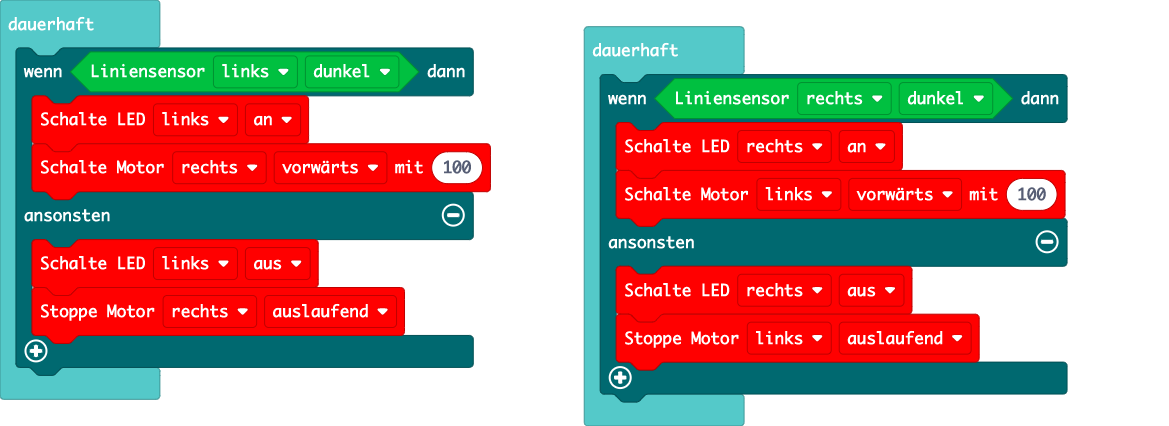 dauerhaft
wenn Liniensensor links dunkel dann
Schalte LED links an
Schalte Motor rechts vorwärts mit 100
ansonsten
Schalte LED links aus
Stoppe Motor rechts auslaufend
dauerhaft
wenn Liniensensor rechts dunkel dann
Schalte LED rechts an
Schalte Motor links vorwärts mit 100
ansonsten
Schalte LED rechts aus
Stoppe Motor links auslaufend